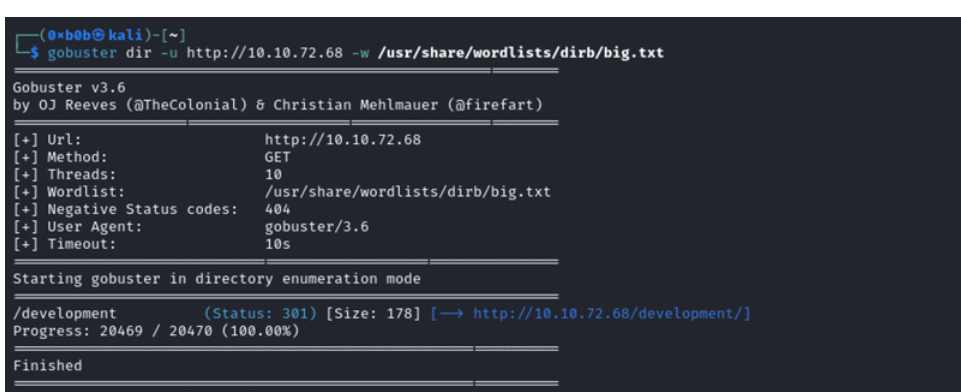 ┌──(0×b0b㉿kali)-[~]
└─$ gobuster dir -u http://10.10.72.68 -w /usr/share/wordlists/dirb/big.txt
Gobuster v3.6
by OJ Reeves (@TheColonial) & Christian Mehlmauer (@firefart)
[+] Url:                     http://10.10.72.68
[+] Method:                  GET
[+] Threads:                 10
[+] Wordlist:                /usr/share/wordlists/dirb/big.txt
[+] Negative Status codes:   404
[+] User Agent:              gobuster/3.6
[+] Timeout:                 10s
Starting gobuster in directory enumeration mode
/development          (Status: 301) [Size: 178] [⟶ http://10.10.72.68/development/]
Progress: 20469 / 20470 (100.00%)
Finished